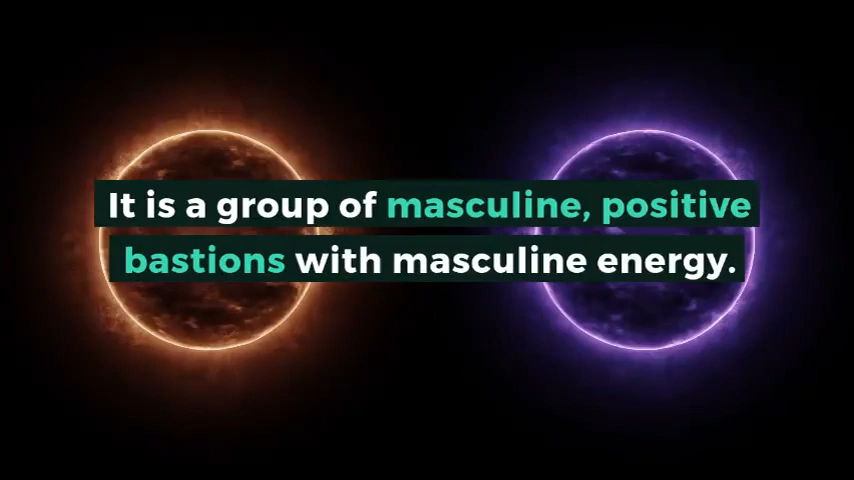 It is a group of masculine, positive
bastions with masculine energy.